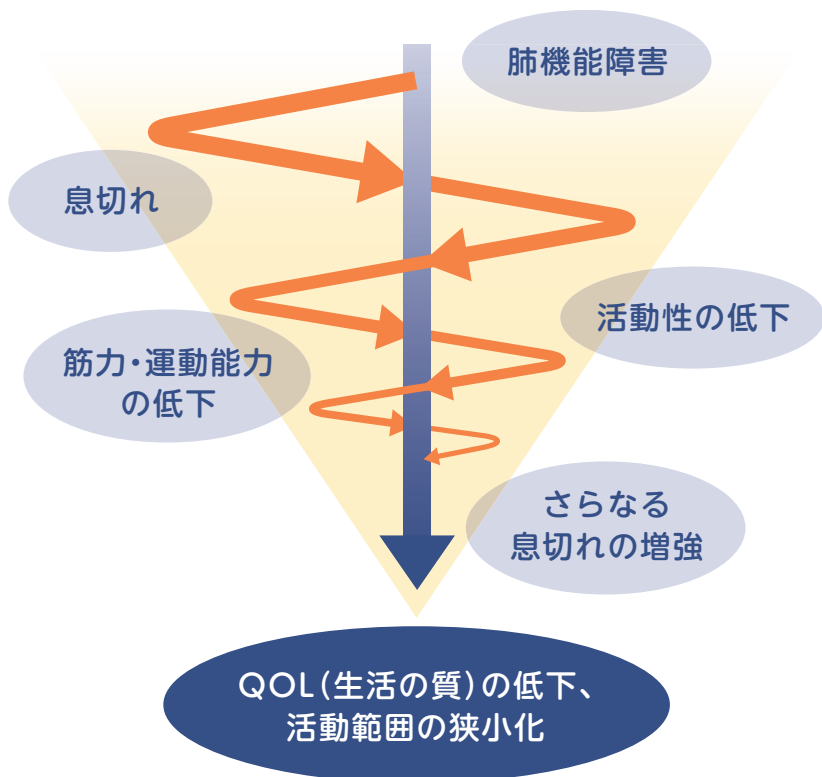 肺機能障害
息切れ
活動性の低下
筋力・運動能力
の低下
さらなる
息切れの増強
QOL(生活の質)の低下、
活動範囲の狭小化